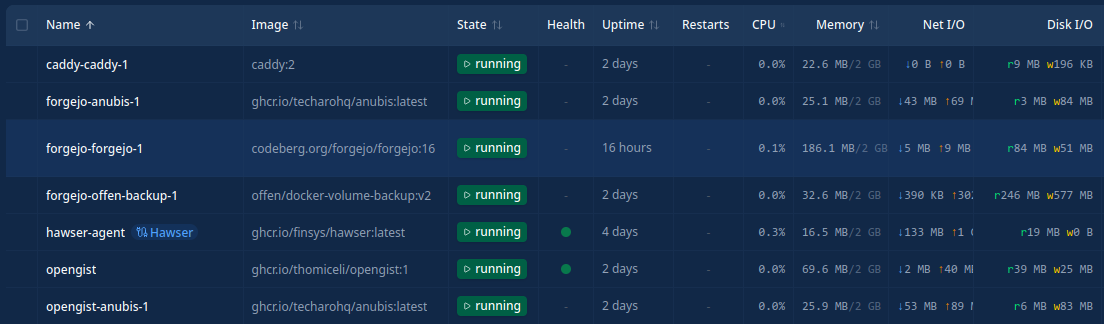 Name Image State Health Uptime Restarts CPU Memory Net I/O Disk I/O
caddy-caddy-1 caddy:2 running - 2 days - 0.0% 22.6 MB/2 GB ↓0 B ↑0 B r9 MB w196 KB
forgejo-anubis-1 ghcr.io/techarohq/anubis:latest running - 2 days - 0.0% 25.1 MB/2 GB ↓43 MB ↑69 r3 MB w84 MB
forgejo-forgejo-1 codeberg.org/forgejo/forgejo:16 running - 16 hours - 0.1% 186.1 MB/2 GB ↓5 MB ↑9 MB r84 MB w51 MB
forgejo-offen-backup-1 offen/docker-volume-backup:v2 running - 2 days - 0.0% 32.6 MB/2 GB ↓390 KB r246 MB w577 MB
hawser-agent Hawser ghcr.io/finsys/hawser:latest running 4 days - 0.3% 16.5 MB/2 GB ↓133 MB ↑1 r19 MB w0 B
opengist ghcr.io/thomiceli/opengist:1 running 2 days - 0.0% 69.6 MB/2 GB ↓2 MB ↑40 r39 MB w25 MB
opengist-anubis-1 ghcr.io/techarohq/anubis:latest running - 2 days - 0.0% 25.9 MB/2 GB ↓53 MB ↑89 r6 MB w83 MB